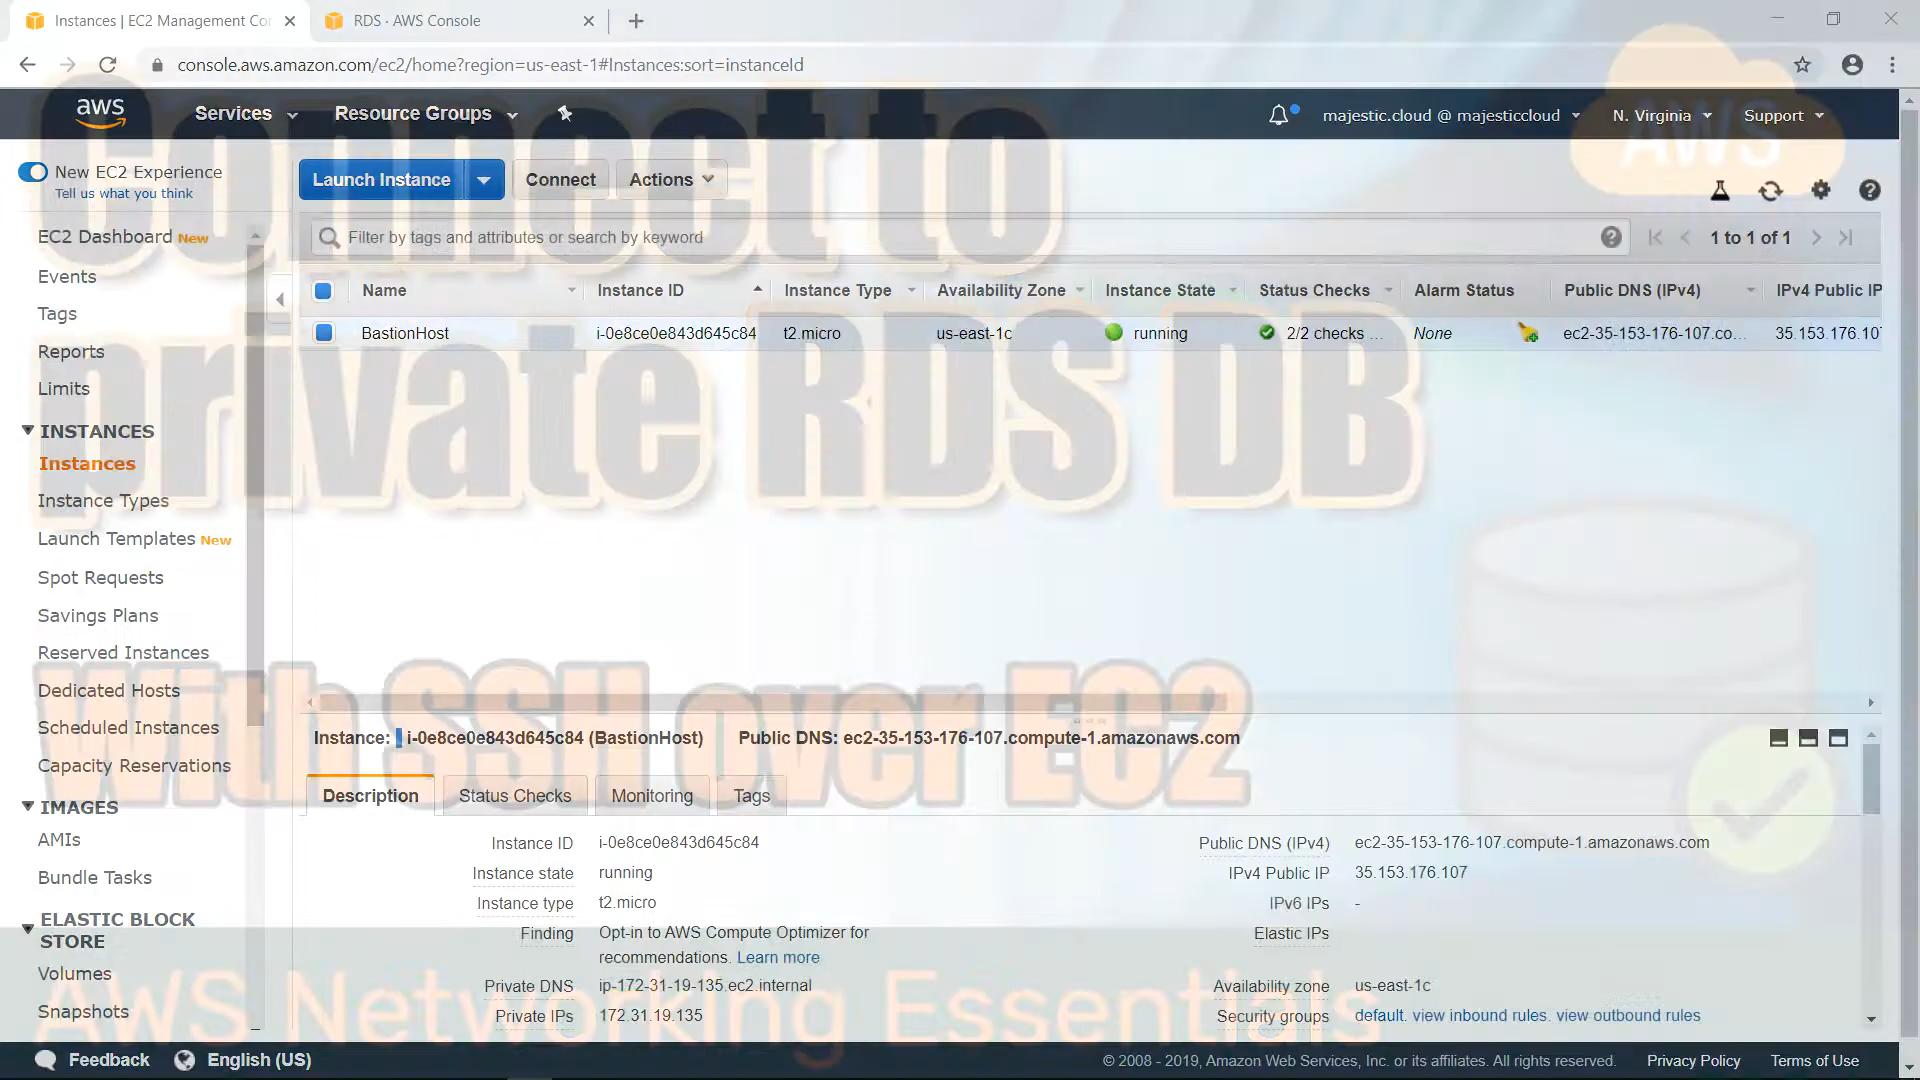 Instances | EC2 Management Con
RDS · AWS Console
console.aws.amazon.com/ec2/home?region=us-east-1#Instances:sort=instanceId
aws
Services
Resource Groups
majestic.cloud @ majesticcloud
N. Virginia
Support
AWS
Connect to
private RDS DB
With SSH over EC2
AWS Networking Essentials
New EC2 Experience
Tell us what you think
EC2 Dashboard New
Events
Tags
Reports
Limits
INSTANCES
Instances
Instance Types
Launch Templates New
Spot Requests
Savings Plans
Reserved Instances
Dedicated Hosts
Scheduled Instances
Capacity Reservations
IMAGES
AMIs
Bundle Tasks
ELASTIC BLOCK
STORE
Volumes
Snapshots
Launch Instance
Connect
Actions
Filter by tags and attributes or search by keyword
1 to 1 of 1
Name Instance ID Instance Type Availability Zone Instance State Status Checks Alarm Status Public DNS (IPv4) IPv4 Public IP
BastionHost i-0e8ce0e843d645c84 t2.micro us-east-1c running 2/2 checks ... None ec2-35-153-176-107.co... 35.153.176.107
Instance: i-0e8ce0e843d645c84 (BastionHost) Public DNS: ec2-35-153-176-107.compute-1.amazonaws.com
Description Status Checks Monitoring Tags
Instance ID i-0e8ce0e843d645c84
Instance state running
Instance type t2.micro
Finding Opt-in to AWS Compute Optimizer for
recommendations. Learn more
Private DNS ip-172-31-19-135.ec2.internal
Private IPs 172.31.19.135
Public DNS (IPv4) ec2-35-153-176-107.compute-1.amazonaws.com
IPv4 Public IP 35.153.176.107
IPv6 IPs -
Elastic IPs
Availability zone us-east-1c
Security groups default. view inbound rules. view outbound rules
Feedback
English (US)
© 2008 - 2019, Amazon Web Services, Inc. or its affiliates. All rights reserved.
Privacy Policy
Terms of Use